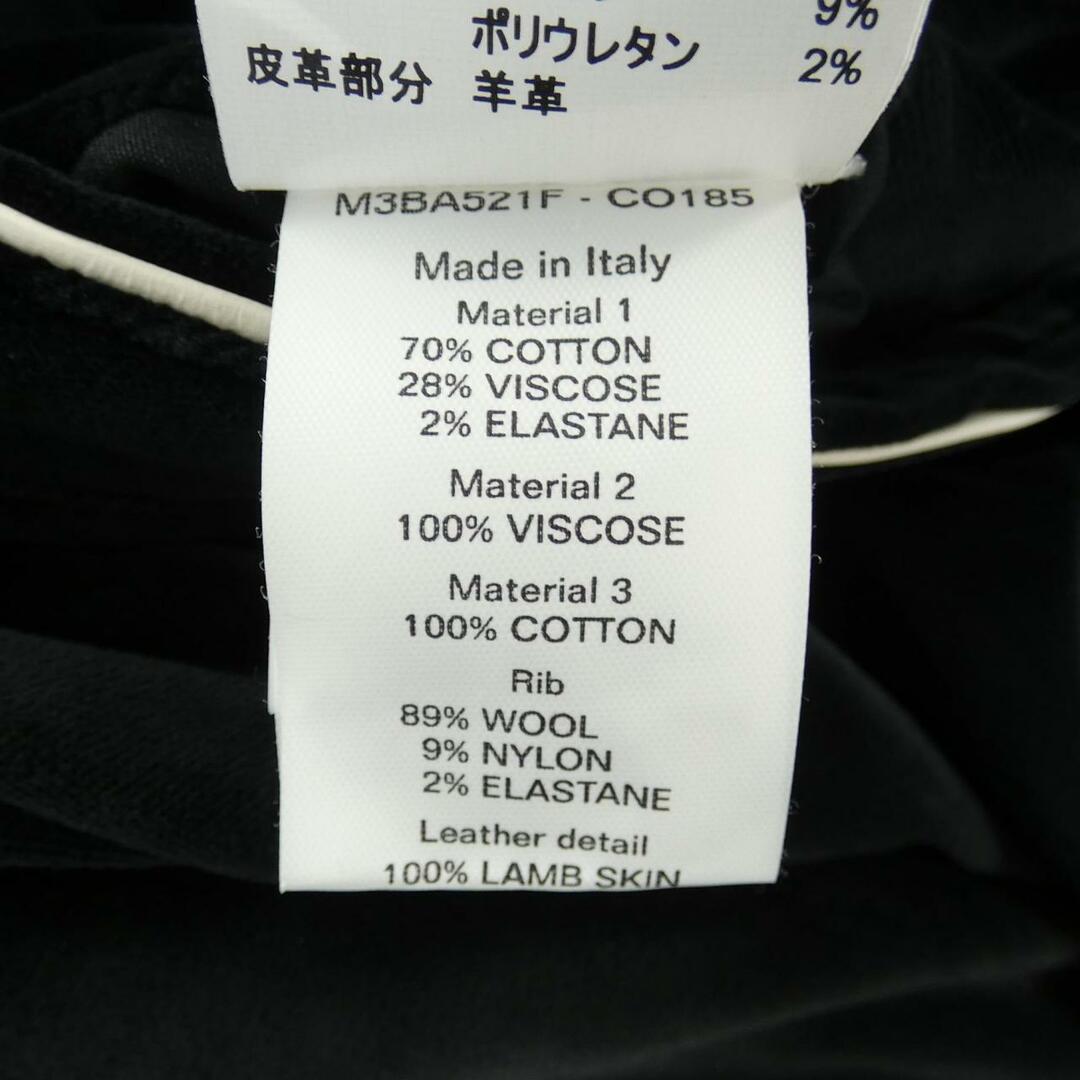 9%
ポリウレタン 2%
皮革部分 羊革
M3BA521F - CO185
Made in Italy
Material 1
70% COTTON
28% VISCOSE
2% ELASTANE
Material 2
100% VISCOSE
Material 3
100% COTTON
Rib
89% WOOL
9% NYLON
2% ELASTANE
Leather detail
100% LAMB SKIN